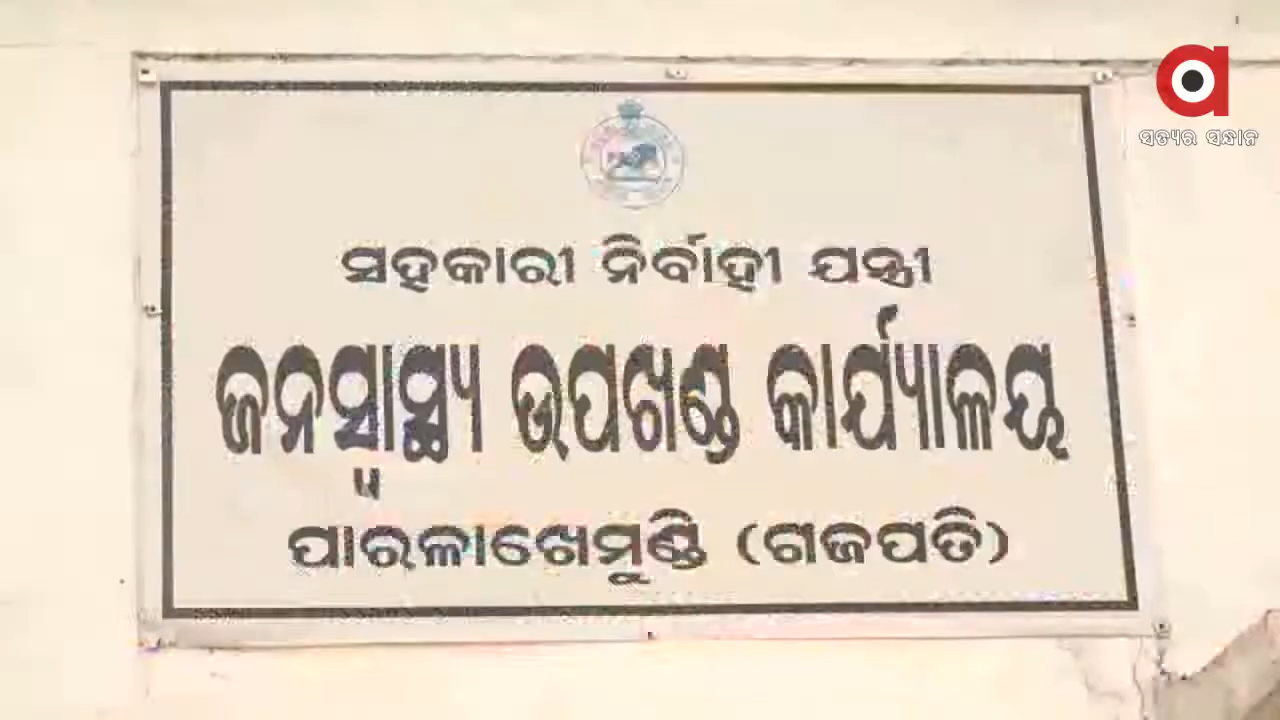 ସତ୍ୟର ସନ୍ଧାନ
ସହକାରୀ ନିର୍ବାହୀ ଯନ୍ତ୍ରୀ
ଜନସ୍ୱାସ୍ଥ୍ୟ ଉପଖଣ୍ଡ କାର୍ଯ୍ୟାଳୟ
ପାରଳାଖେମୁଣ୍ଡି (ଗଜପତି)